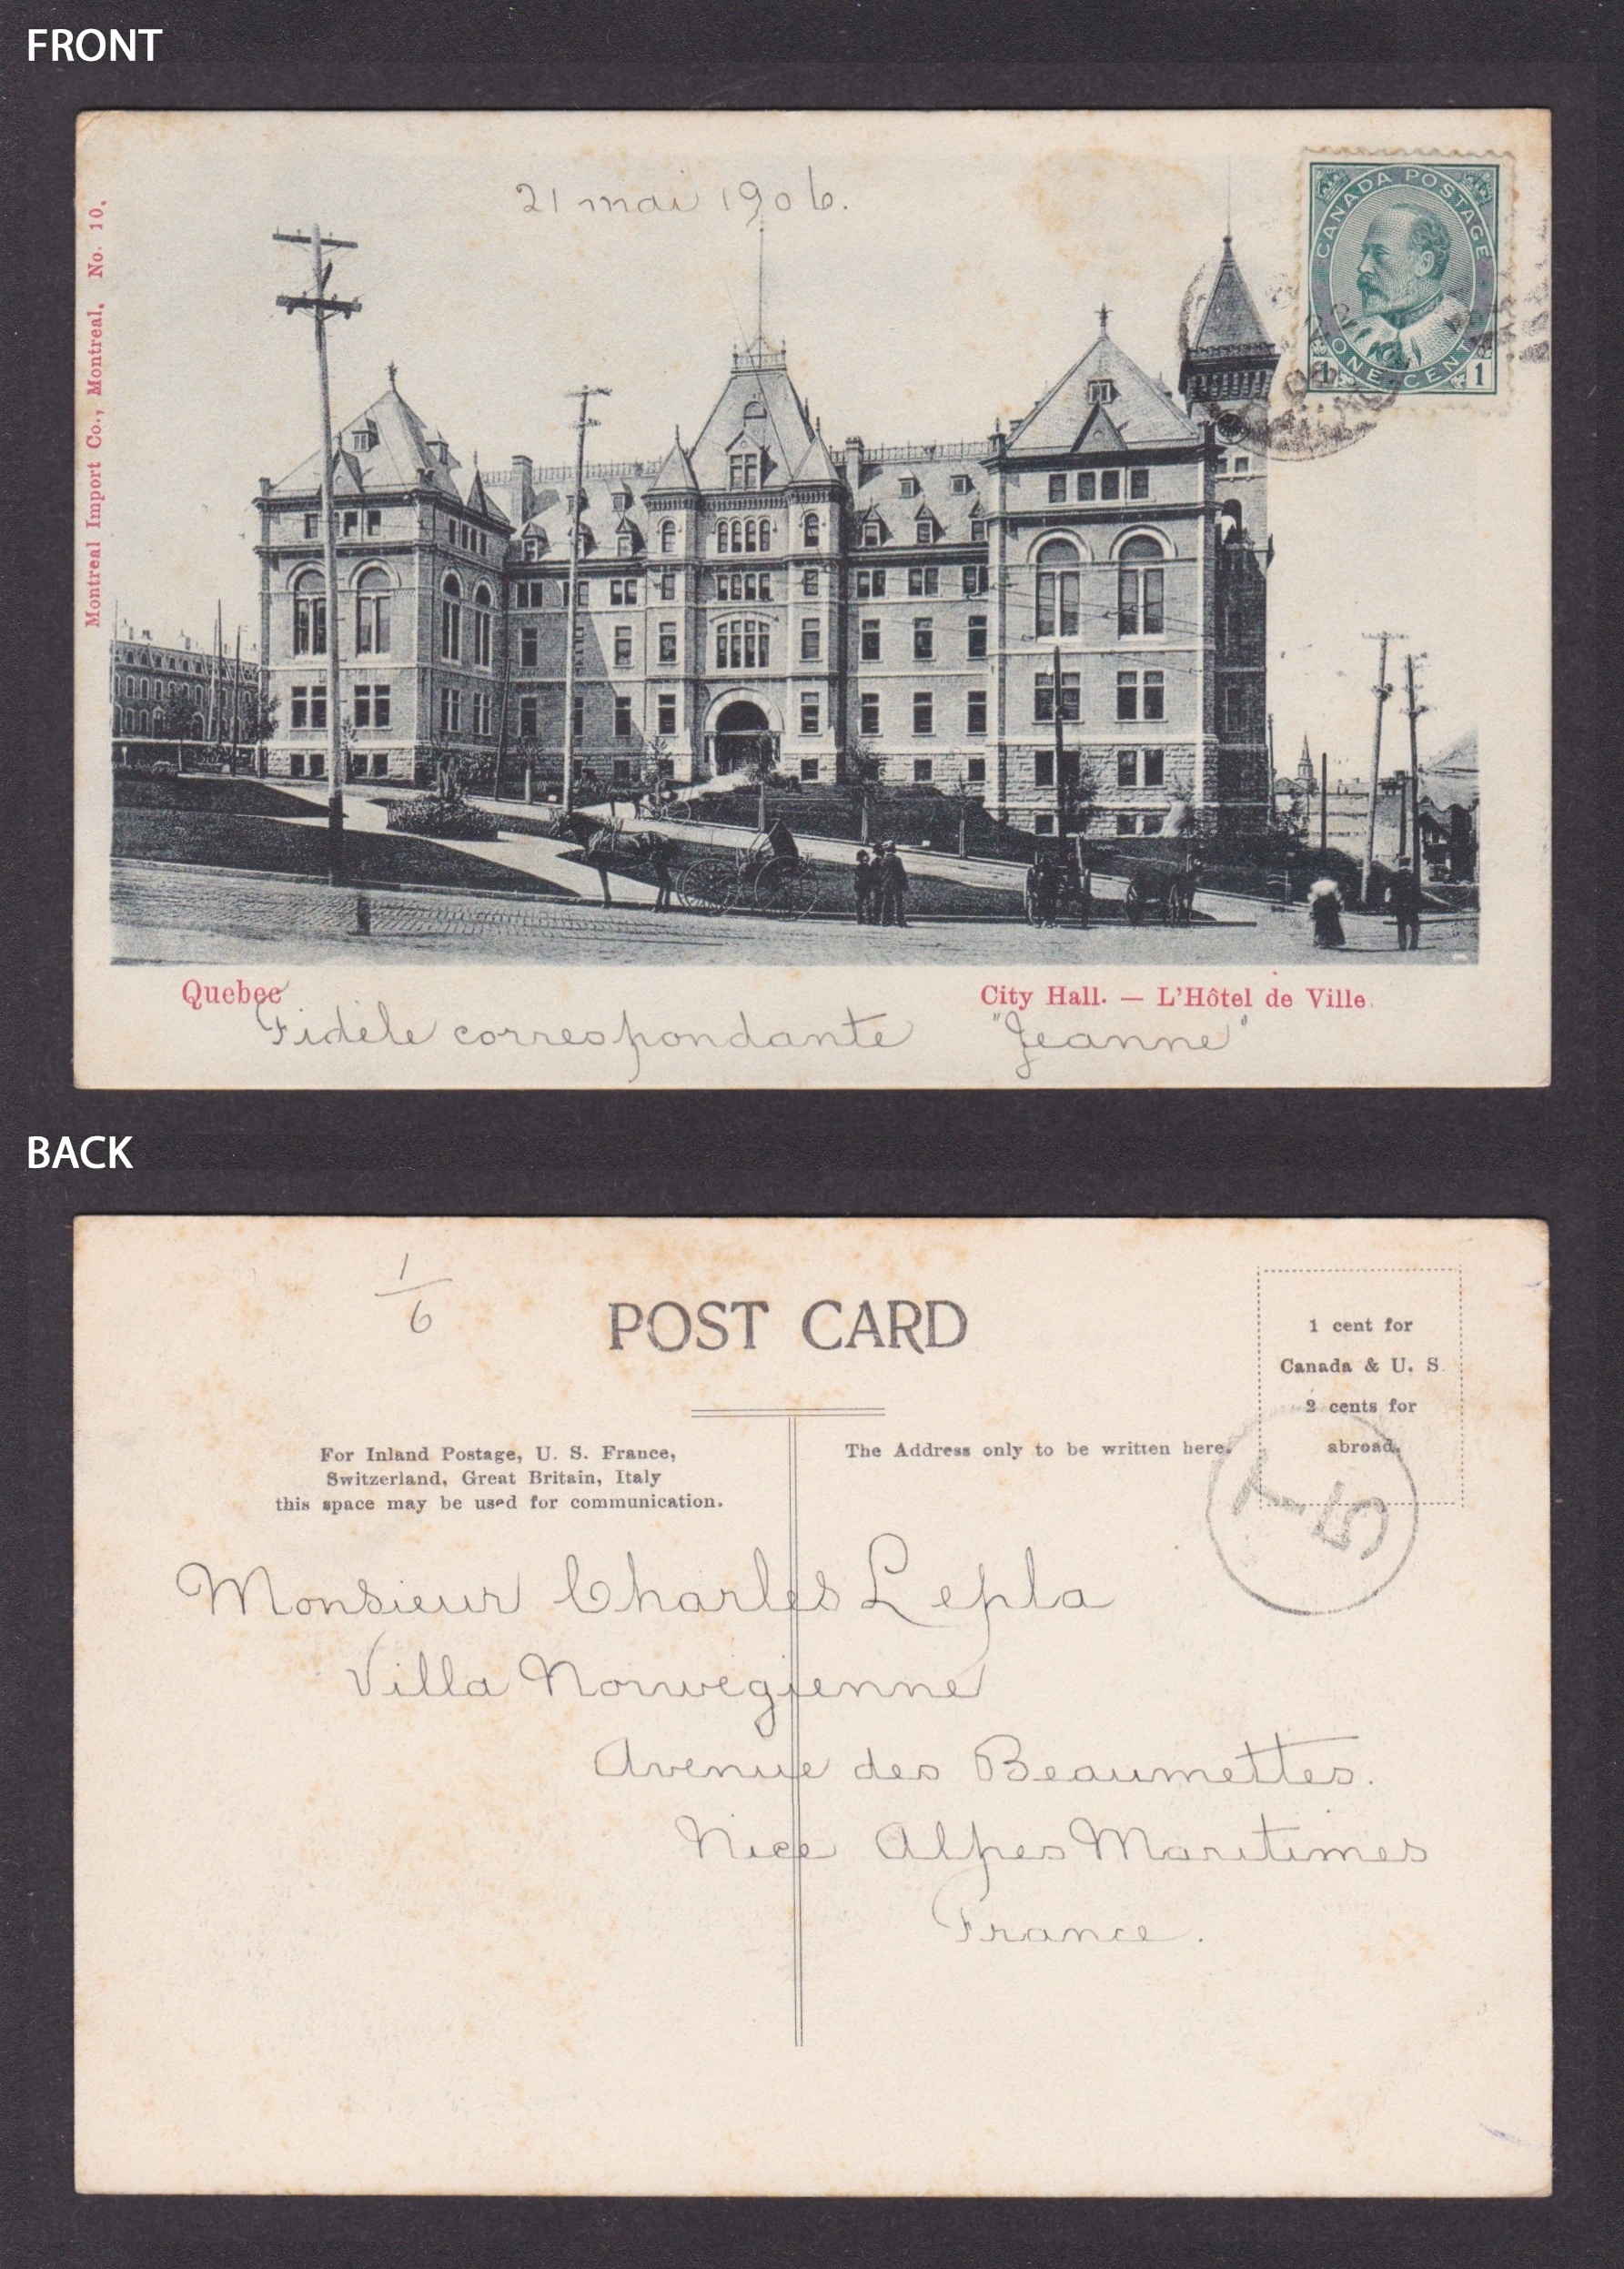 FRONT
Montreal Import Co., Montreal. No. 10.
21 mai 1906.
CANADA POSTAGE
1 ONE CENT 1
Quebec
City Hall. — L'Hôtel de Ville.
Fidèle correspondante "Jeanne"
BACK
1/6
POST CARD
1 cent for
Canada & U. S.
2 cents for
abroad.
For Inland Postage, U. S. France,
Switzerland, Great Britain, Italy
this space may be used for communication.
The Address only to be written here.
T 5
Monsieur Charles Lepla
Villa Norwegienne
Avenue des Beaumettes.
Nice Alpes Maritimes
France.